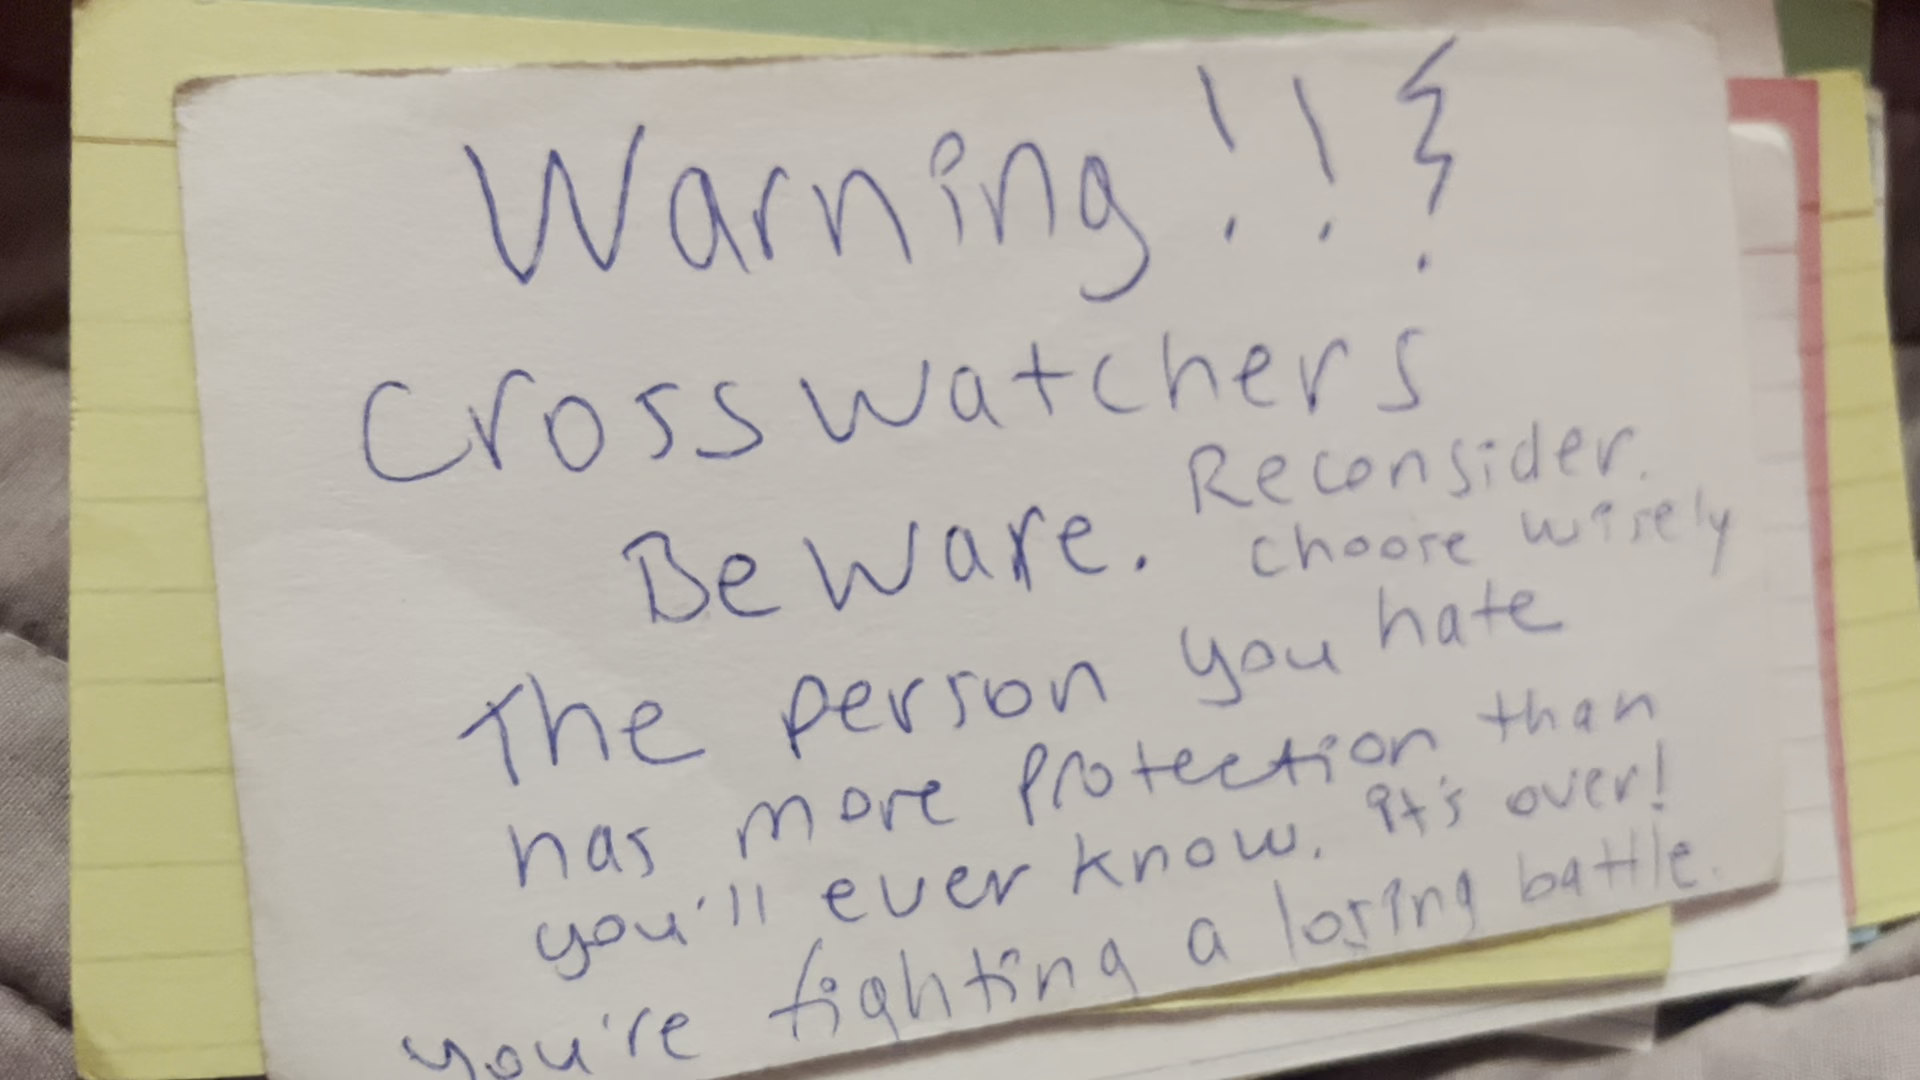 Warning!!!
Crosswatchers
Beware. Reconsider.
choose wisely
The person you hate
has more protection than
you'll ever know. it's over!
you're fighting a losing battle.